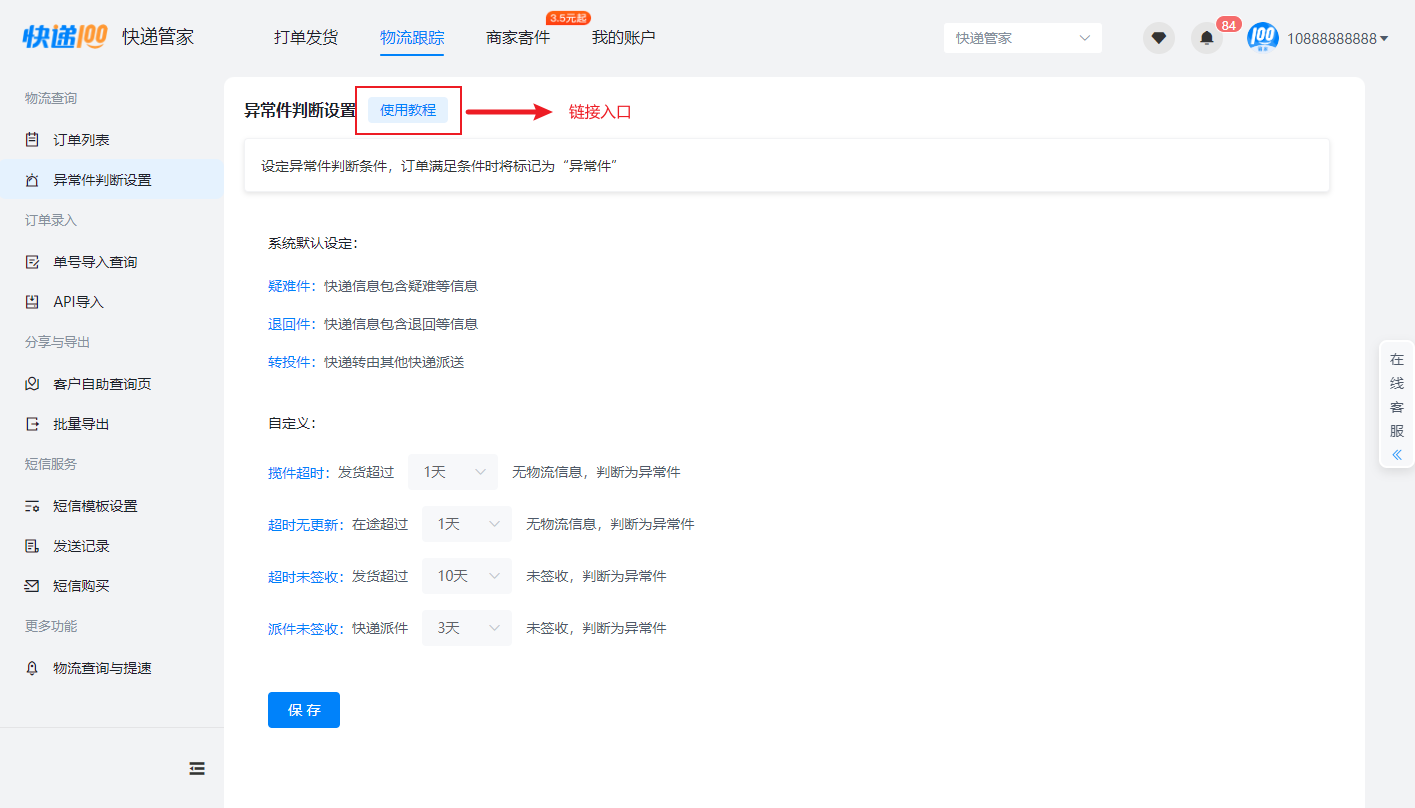 快递100 快递管家
打单发货 物流跟踪 商家寄件 我的账户
3.5元起
快递管家
84
100
10888888888
物流查询
订单列表
异常件判断设置
订单录入
单号导入查询
API导入
分享与导出
客户自助查询页
批量导出
短信服务
短信模板设置
发送记录
短信购买
更多功能
物流查询与提速
异常件判断设置 使用教程 链接入口
设定异常件判断条件，订单满足条件时将标记为“异常件”
系统默认设定：
疑难件：快递信息包含疑难等信息
退回件：快递信息包含退回等信息
转投件：快递转由其他快递派送
自定义：
揽件超时：发货超过 1天 无物流信息，判断为异常件
超时无更新：在途超过 1天 无物流信息，判断为异常件
超时未签收：发货超过 10天 未签收，判断为异常件
派件未签收：快递派件 3天 未签收，判断为异常件
保 存
在
线
客
服